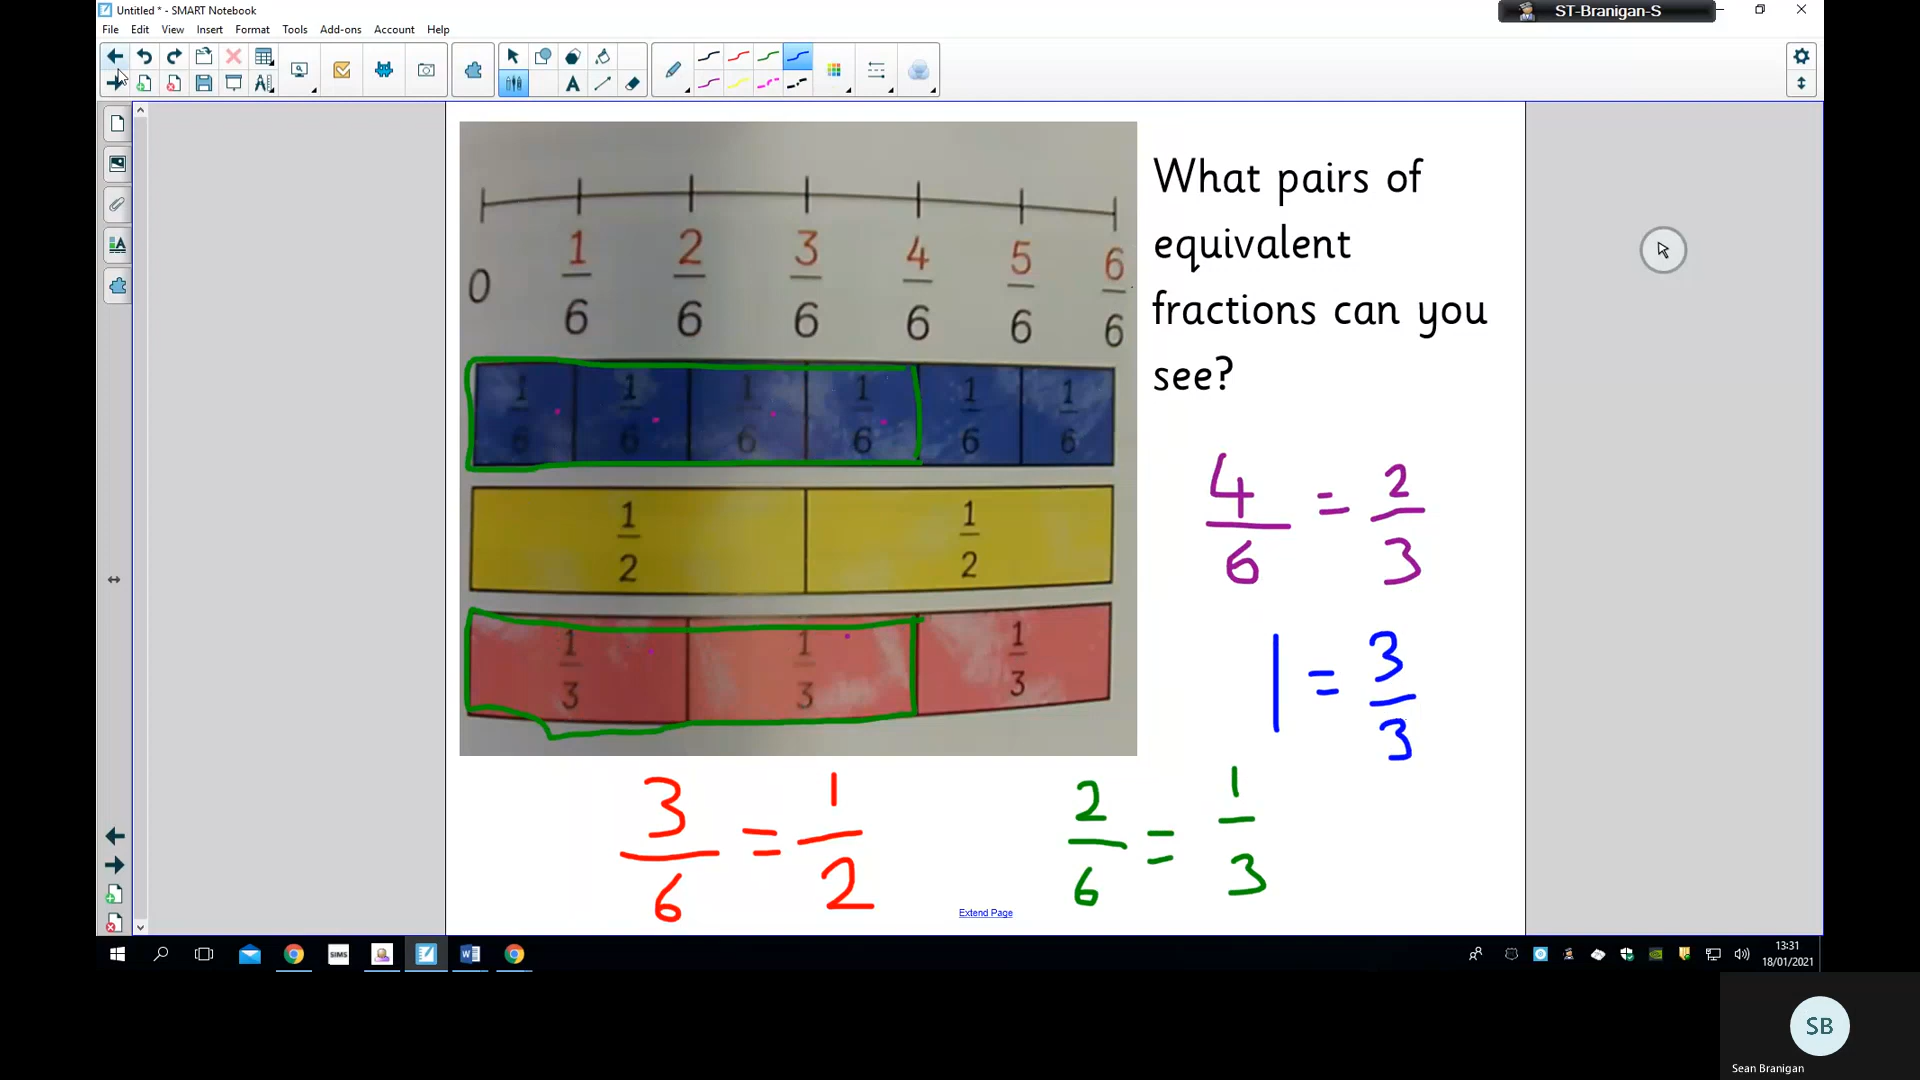 Untitled * - SMART Notebook
ST-Branigan-S
File Edit View Insert Format Tools Add-ons Account Help
0 1/6 2/6 3/6 4/6 5/6 6/6
1/6 1/6 1/6 1/6 1/6 1/6
1/2 1/2
1/3 1/3 1/3
What pairs of
equivalent
fractions can you
see?
4/6 = 2/3
1 = 3/3
3/6 = 1/2
2/6 = 1/3
Extend Page
SIMS
13:31
18/01/2021
SB
Sean Branigan